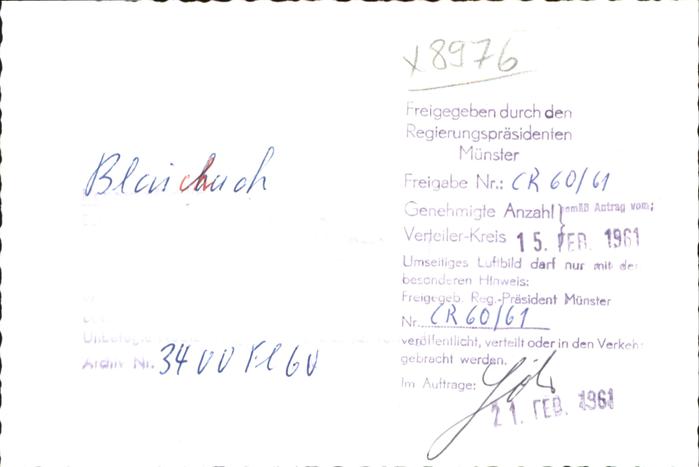 x8976
Freigegeben durch den
Regierungspräsidenten
Münster
Freigabe Nr.: CR 60/61
Genehmigte Anzahl } gemäß Antrag vom;
Verteiler-Kreis 15. FEB. 1961
Umseitiges Luftbild darf nur mit de
besonderen Hinweis:
Freigegeb. Reg.-Präsident Münster
Nr. CR 60/61
veröffentlicht, verteilt oder in den Verkehr
gebracht werden.
Im Auftrage:
21. FEB. 1961
Blaichach
Archiv Nr. 3400 Fl 60